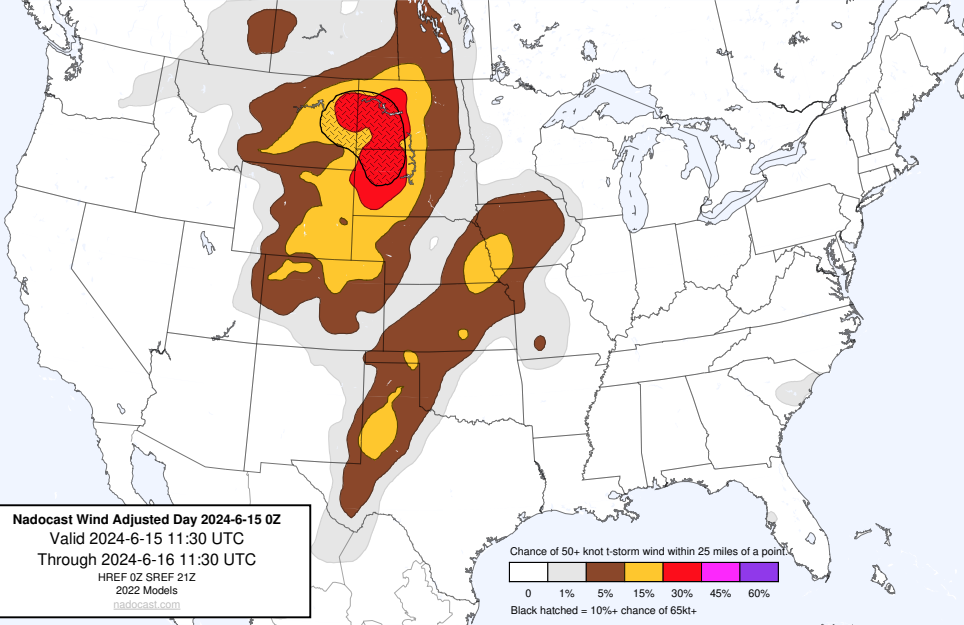 Nadocast Wind Adjusted Day 2024-6-15 0Z
Valid 2024-6-15 11:30 UTC
Through 2024-6-16 11:30 UTC
HREF 0Z SREF 21Z
2022 Models
nadocast.com
Chance of 50+ knot t-storm wind within 25 miles of a point.
0 1% 5% 15% 30% 45% 60%
Black hatched = 10%+ chance of 65kt+